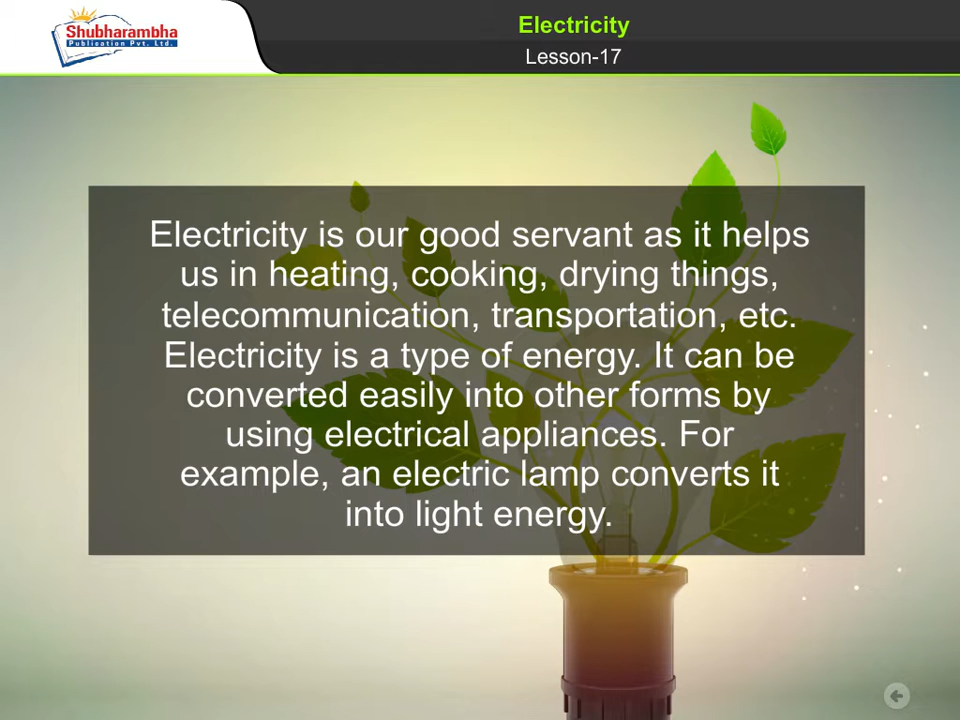 Shubharambha
Publication Pvt. Ltd.
Electricity
Lesson-17
Electricity is our good servant as it helps
us in heating, cooking, drying things,
telecommunication, transportation, etc.
Electricity is a type of energy. It can be
converted easily into other forms by
using electrical appliances. For
example, an electric lamp converts it
into light energy.